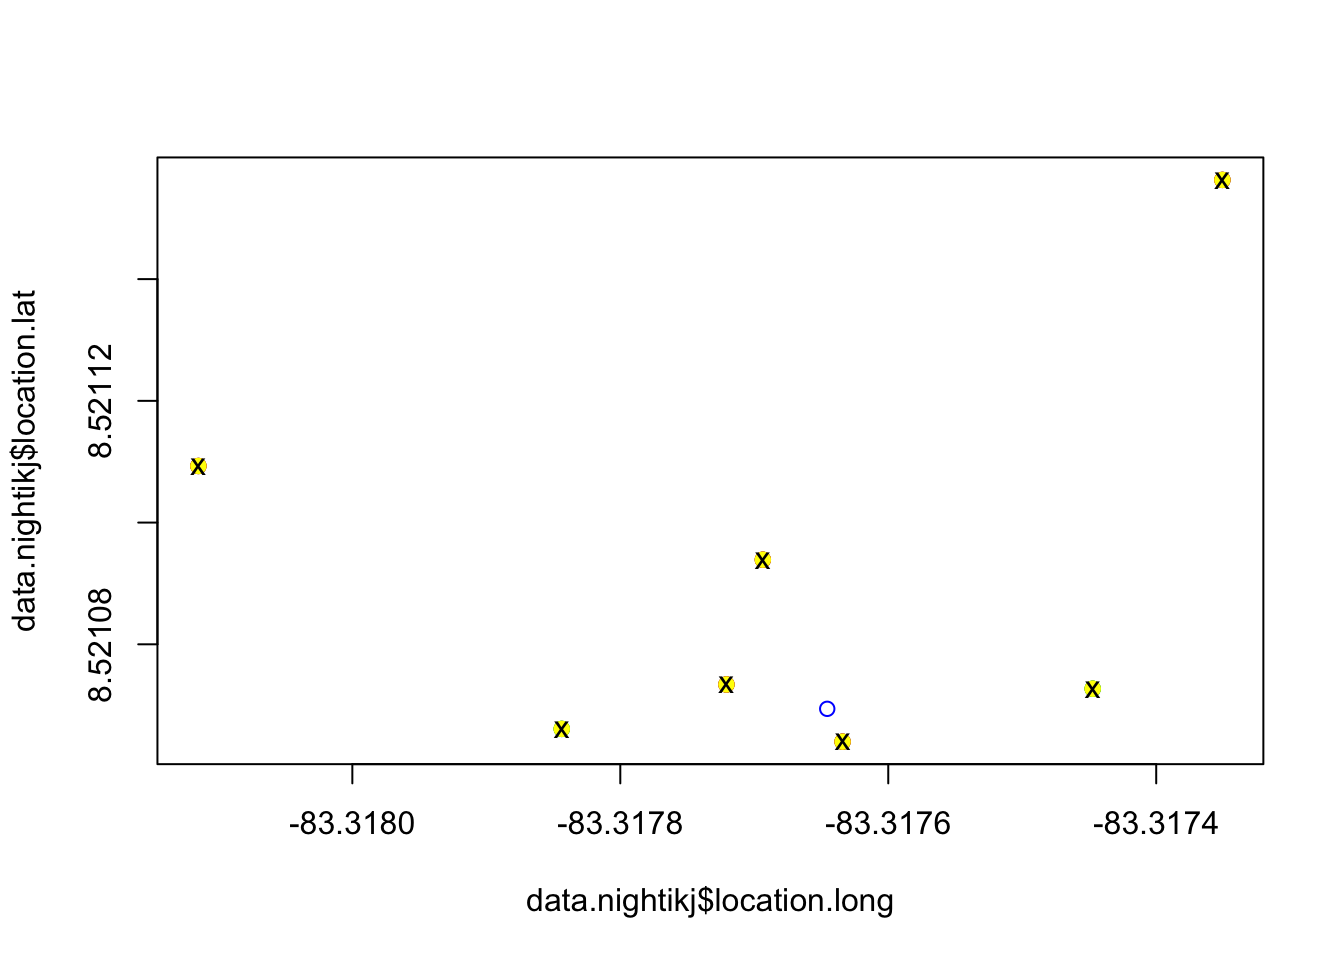 data.nightikj$location.lat
8.52112
8.52108
x
x
x
x
x
x
x
-83.3180 -83.3178 -83.3176 -83.3174
data.nightikj$location.long